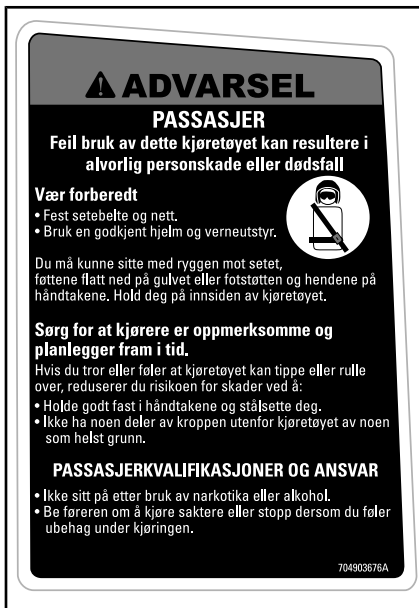 ADVARSEL
PASSASJER
Feil bruk av dette kjøretøyet kan resultere i
alvorlig personskade eller dødsfall
Vær forberedt
• Fest setebelte og nett.
• Bruk en godkjent hjelm og verneutstyr.
Du må kunne sitte med ryggen mot setet,
føttene flatt ned på gulvet eller fotstøtten og hendene på
håndtakene. Hold deg på innsiden av kjøretøyet.
Sørg for at kjørere er oppmerksomme og
planlegger fram i tid.
Hvis du tror eller føler at kjøretøyet kan tippe eller rulle
over, reduserer du risikoen for skader ved å:
• Holde godt fast i håndtakene og stålsette deg.
• Ikke ha noen deler av kroppen utenfor kjøretøyet av noen
som helst grunn.
PASSASJERKVALIFIKASJONER OG ANSVAR
• Ikke sitt på etter bruk av narkotika eller alkohol.
• Be føreren om å kjøre saktere eller stopp dersom du føler
ubehag under kjøringen.
704903676A